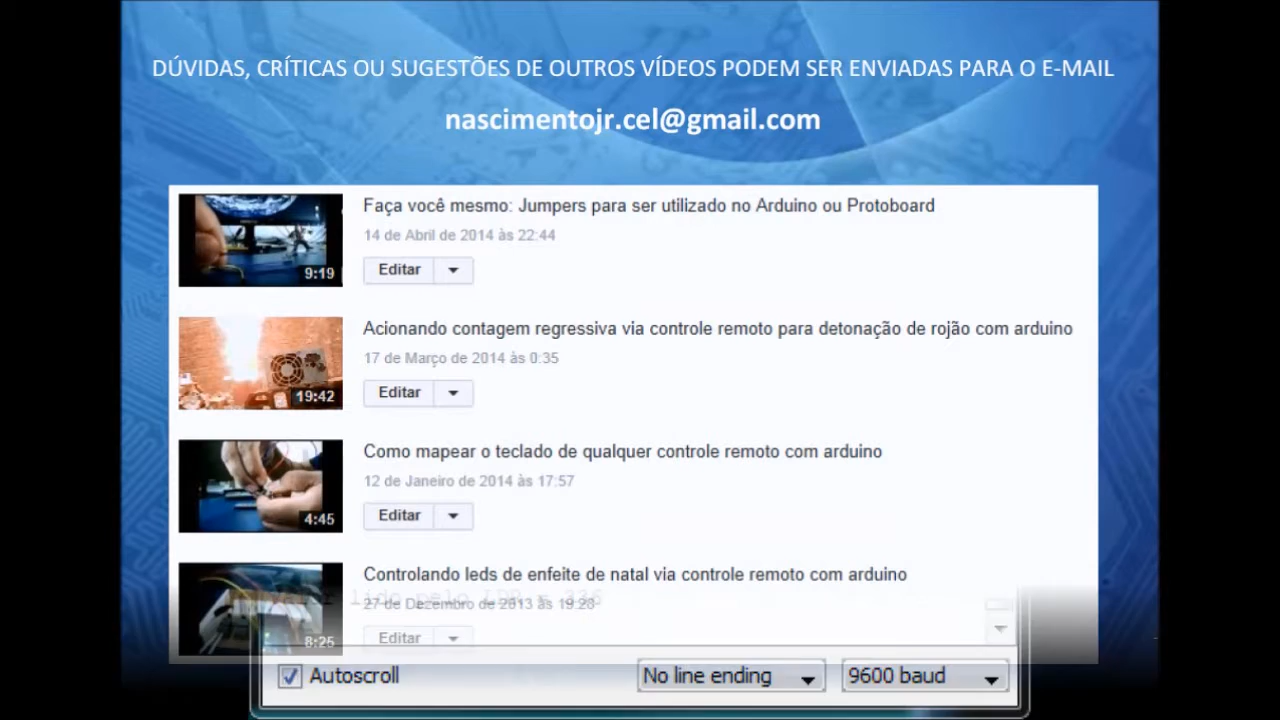 DÚVIDAS, CRÍTICAS OU SUGESTÕES DE OUTROS VÍDEOS PODEM SER ENVIADAS PARA O E-MAIL
nascimentojr.cel@gmail.com
Faça você mesmo: Jumpers para ser utilizado no Arduino ou Protoboard
14 de Abril de 2014 às 22:44
9:19
Editar
Acionando contagem regressiva via controle remoto para detonação de rojão com arduino
17 de Março de 2014 às 0:35
19:42
Editar
Como mapear o teclado de qualquer controle remoto com arduino
12 de Janeiro de 2014 às 17:57
4:45
Editar
Controlando leds de enfeite de natal via controle remoto com arduino
lido pelo LDR = 336
27 de Dezembro de 2013 às 19:28
8:25
Editar
Autoscroll
No line ending
9600 baud